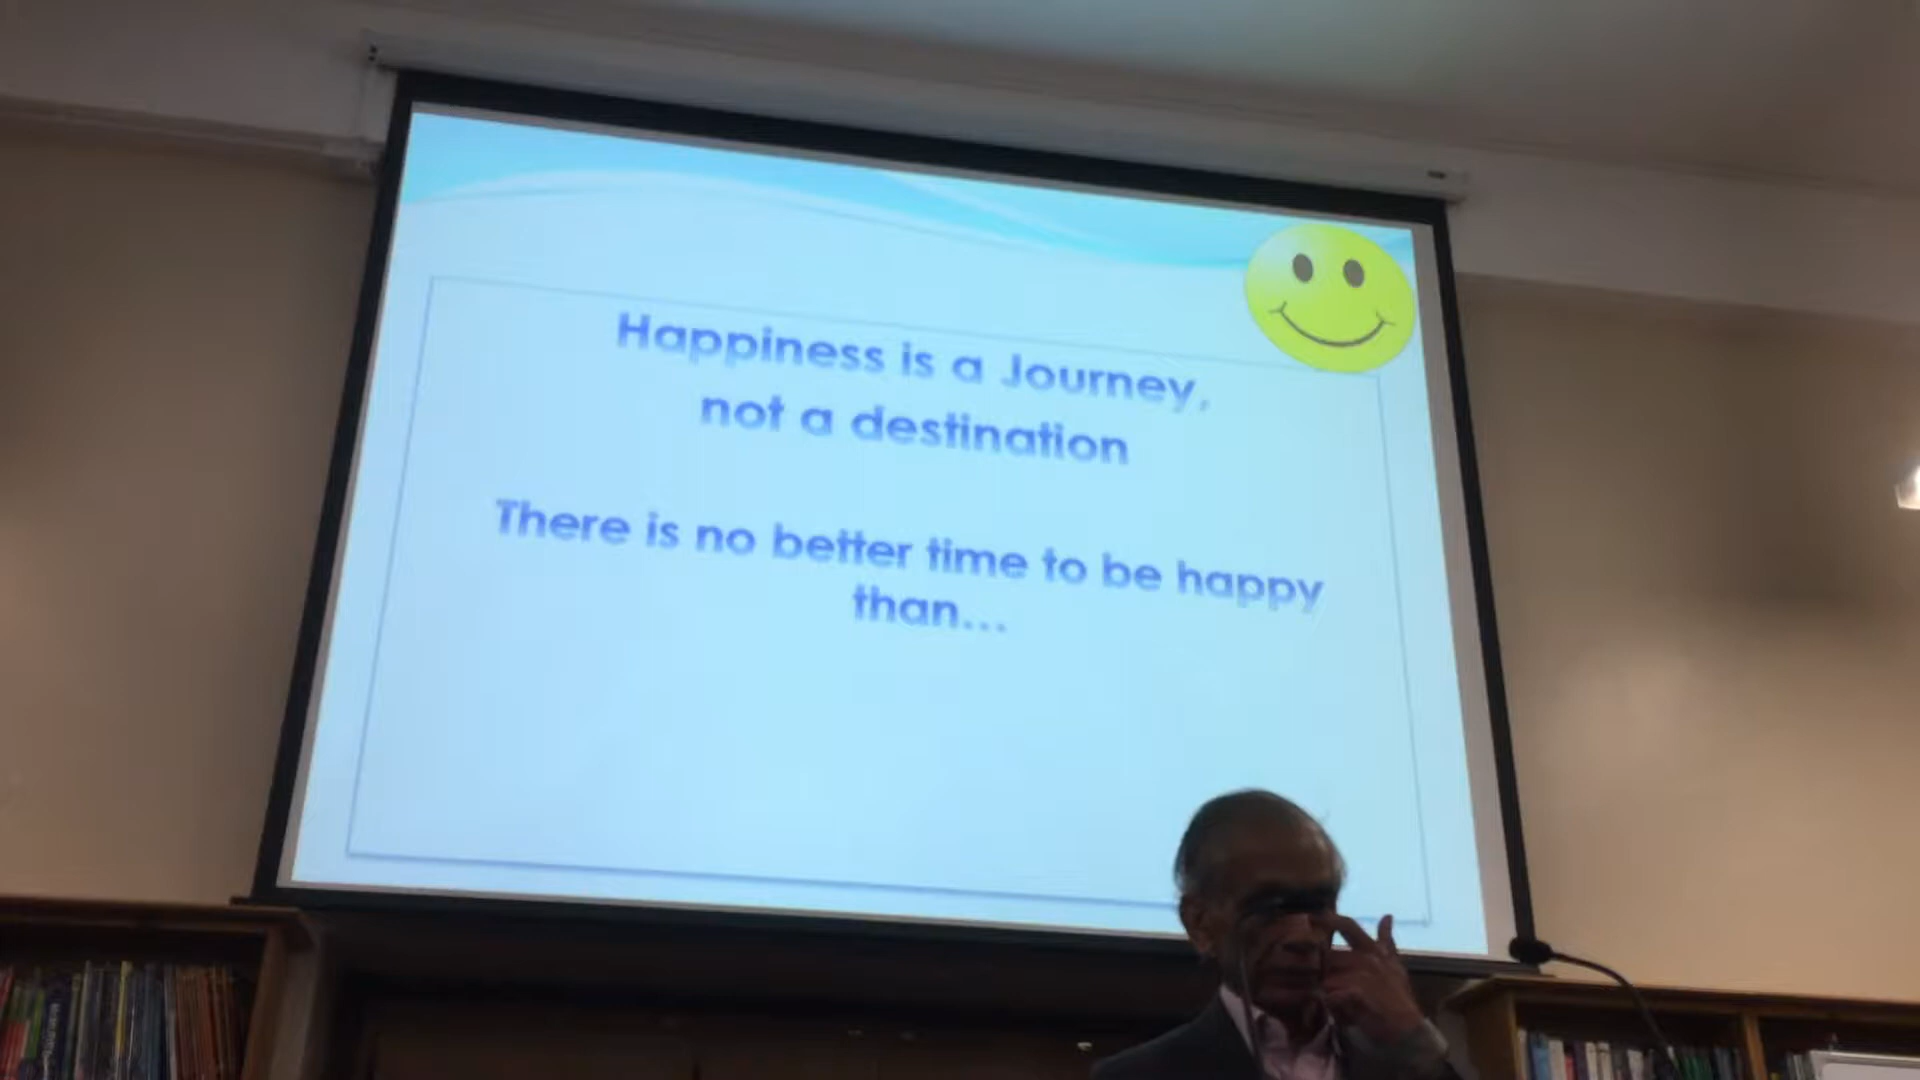 Happiness is a Journey,
not a destination
There is no better time to be happy
than...